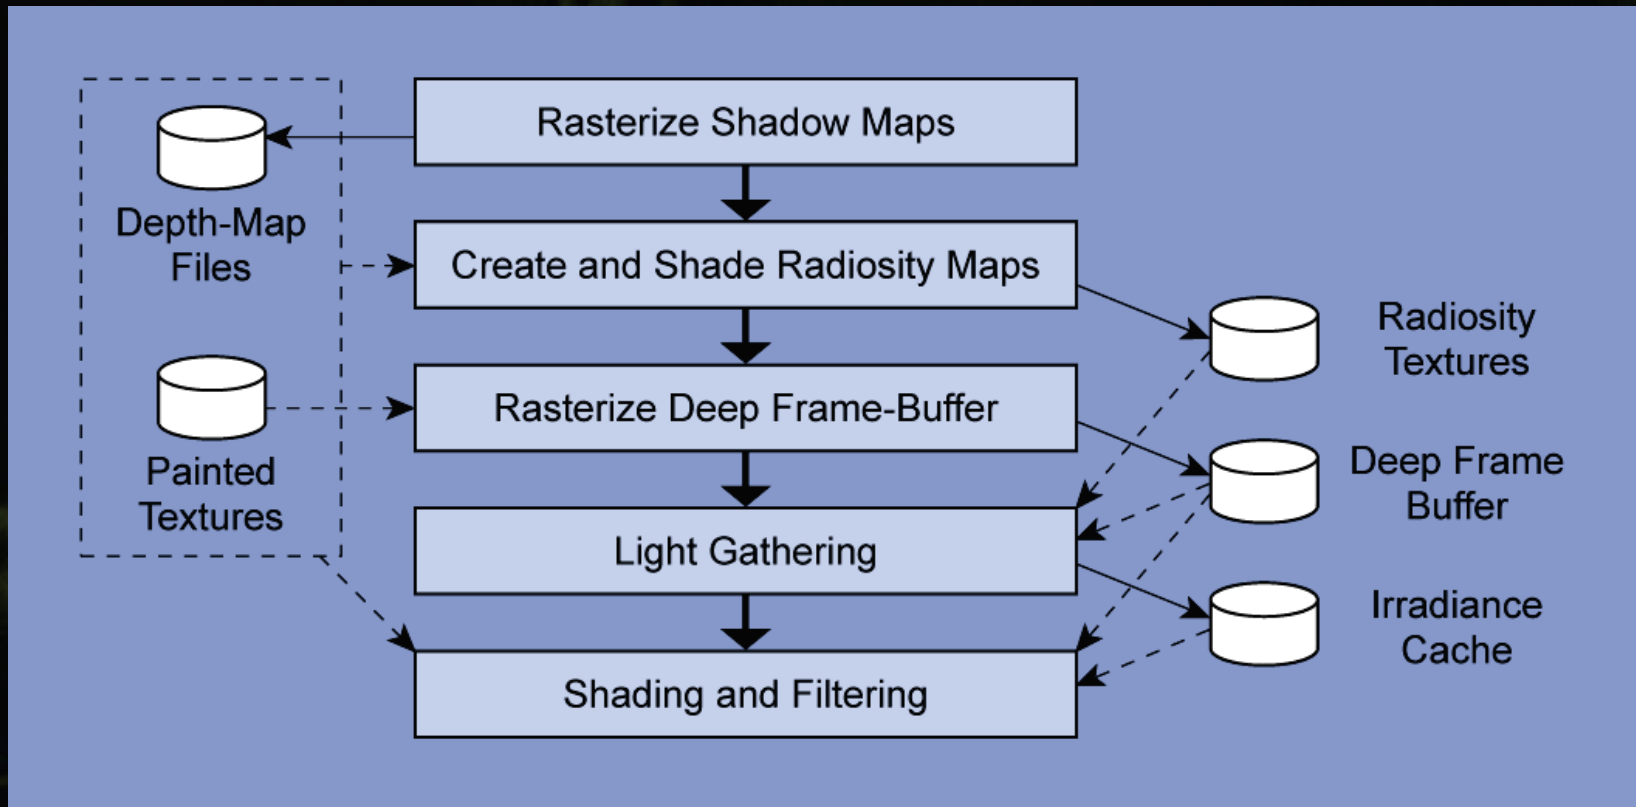 Rasterize Shadow Maps
Depth-Map
Files
Create and Shade Radiosity Maps
Radiosity
Textures
Rasterize Deep Frame-Buffer
Painted
Textures
Deep Frame
Buffer
Light Gathering
Irradiance
Cache
Shading and Filtering